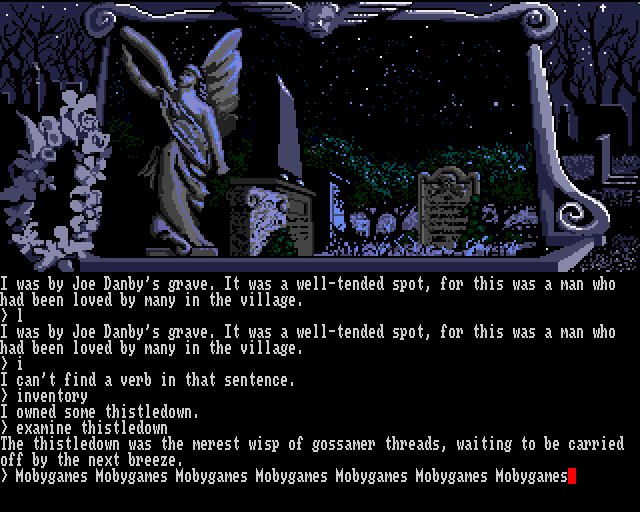 I was by Joe Danby's grave. It was a well-tended spot, for this was a man who
had been loved by many in the village.
> l
I was by Joe Danby's grave. It was a well-tended spot, for this was a man who
had been loved by many in the village.
> i
I can't find a verb in that sentence.
> inventory
I owned some thistledown.
> examine thistledown
The thistledown was the merest wisp of gossamer threads, waiting to be carried
off by the next breeze.
> Mobygames Mobygames Mobygames Mobygames Mobygames Mobygames Mobygames